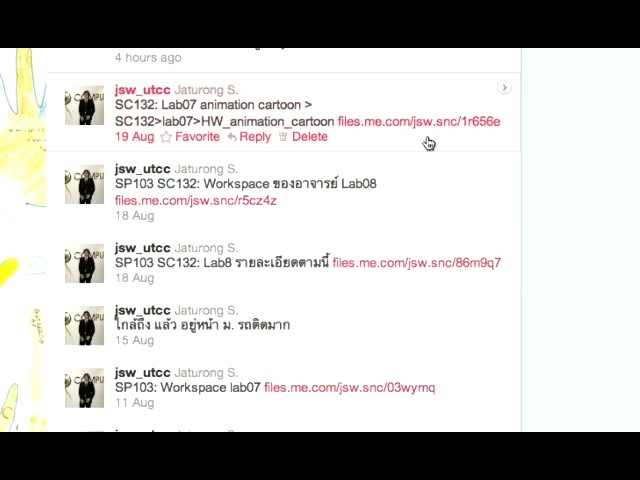 4 hours ago
jsw_utcc Jaturong S.
SC132: Lab07 animation cartoon >
SC132>lab07>HW_animation_cartoon files.me.com/jsw.snc/1r656e
19 Aug Favorite Reply Delete
jsw_utcc Jaturong S.
SP103 SC132: Workspace ของอาจารย์ Lab08
files.me.com/jsw.snc/r5cz4z
18 Aug
jsw_utcc Jaturong S.
SP103 SC132: Lab8 รายละเอียดตามนี้ files.me.com/jsw.snc/86m9q7
18 Aug
jsw_utcc Jaturong S.
ใกล้ถึง แล้ว อยู่หน้า ม. รถติดมาก
15 Aug
jsw_utcc Jaturong S.
SP103: Workspace lab07 files.me.com/jsw.snc/03wymq
11 Aug